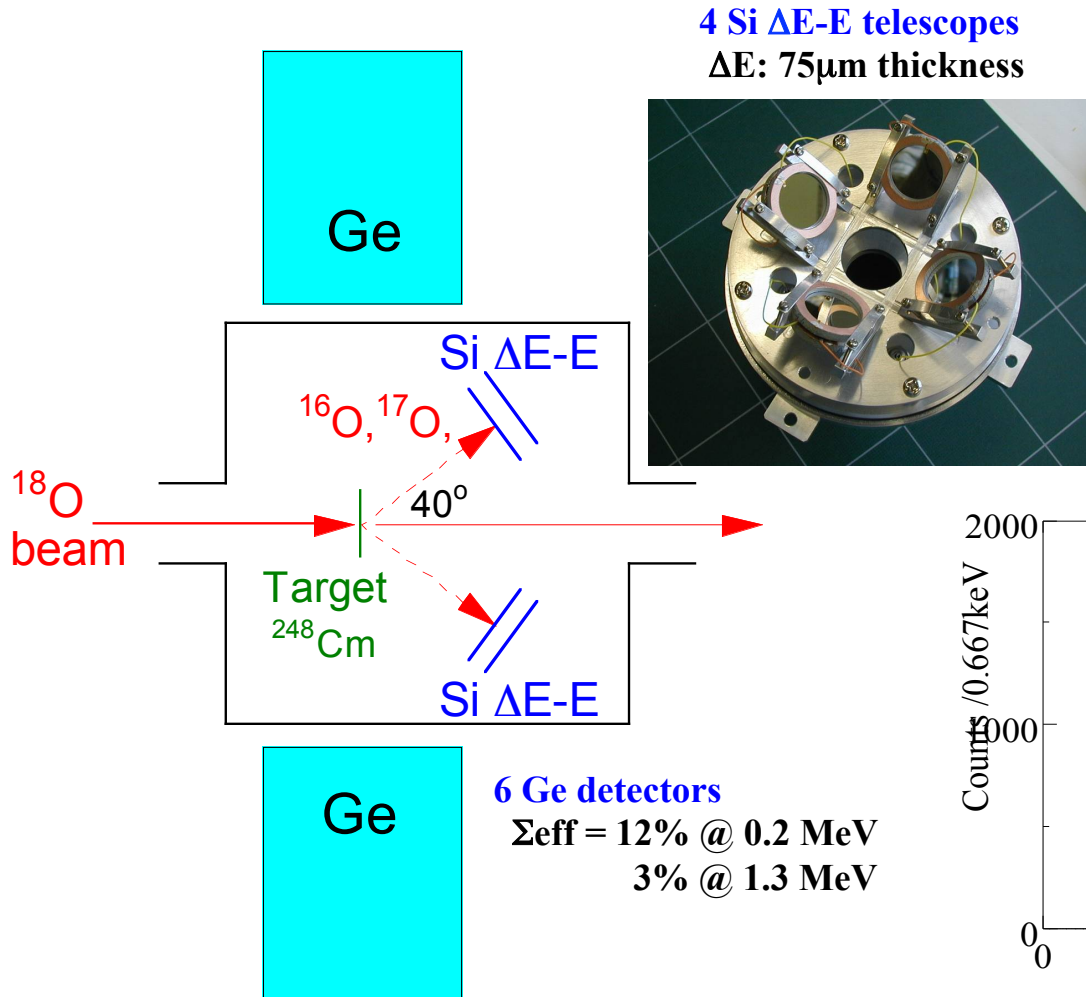 4 Si ΔE-E telescopes
ΔE: 75μm thickness
Ge
Si ΔE-E
¹⁶O, ¹⁷O,
40°
¹⁸O
beam
Target
²⁴⁸Cm
Si ΔE-E
Ge
6 Ge detectors
Σeff = 12% @ 0.2 MeV
3% @ 1.3 MeV
Counts /0.667keV
2000
1000
0
0